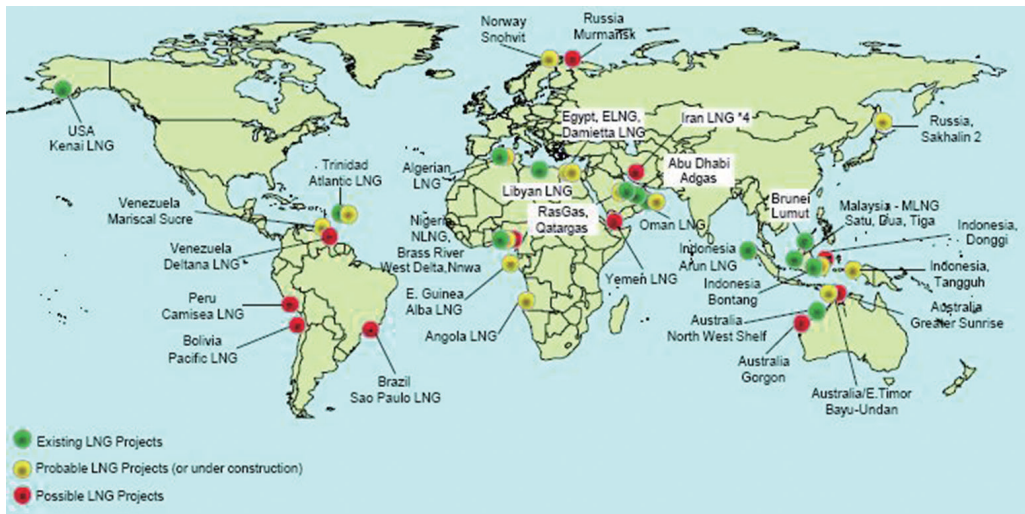 Norway
Snohvit
Russia
Murmansk
USA
Kenai LNG
Egypt, ELNG,
Damietta LNG
Iran LNG *4
Russia,
Sakhalin 2
Trinidad
Atlantic LNG
Algerian
LNG
Abu Dhabi
Adgas
Libyan LNG
Venezuela
Mariscal Sucre
Nigeria
NLNG,
Brass River
West Delta,Nnwa
RasGas,
Qatargas
Oman LNG
Brunei
Lumut
Malaysia - MLNG
Satu, Dua, Tiga
Indonesia,
Donggi
Venezuela
Deltana LNG
Yemen LNG
Indonesia
Arun LNG
Indonesia
Bontang
Indonesia,
Tangguh
Peru
Camisea LNG
E. Guinea
Alba LNG
Angola LNG
Australia
North West Shelf
Australia
Greater Sunrise
Bolivia
Pacific LNG
Brazil
Sao Paulo LNG
Australia
Gorgon
Australia/E.Timor
Bayu-Undan
Existing LNG Projects
Probable LNG Projects (or under construction)
Possible LNG Projects